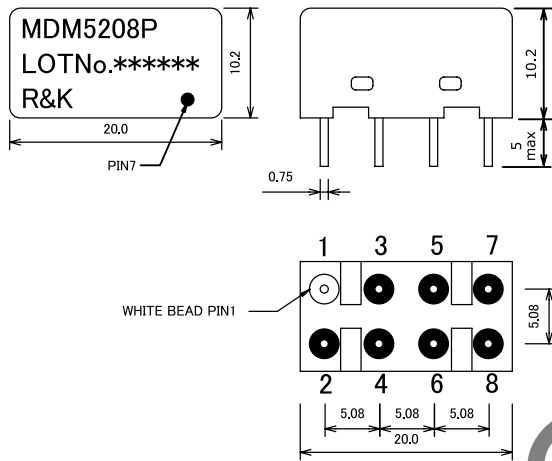 MDM5208P
LOTNo.******
R&K
10.2
20.0
PIN7
10.2
5
max
0.75
1 3 5 7
WHITE BEAD PIN1
5.08
2 4 6 8
5.08 5.08 5.08
20.0